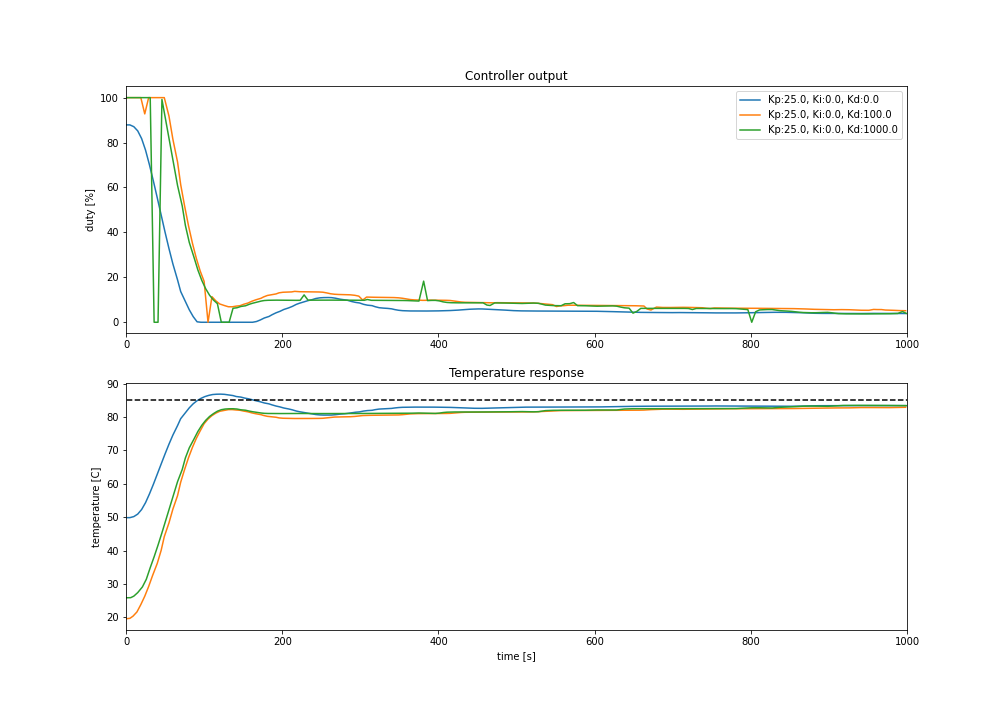 Controller output
100
80
60
40
20
0
duty [%]
Kp:25.0, Ki:0.0, Kd:0.0
Kp:25.0, Ki:0.0, Kd:100.0
Kp:25.0, Ki:0.0, Kd:1000.0
0 200 400 600 800 1000
Temperature response
90
80
70
60
50
40
30
20
temperature [C]
0 200 400 600 800 1000
time [s]